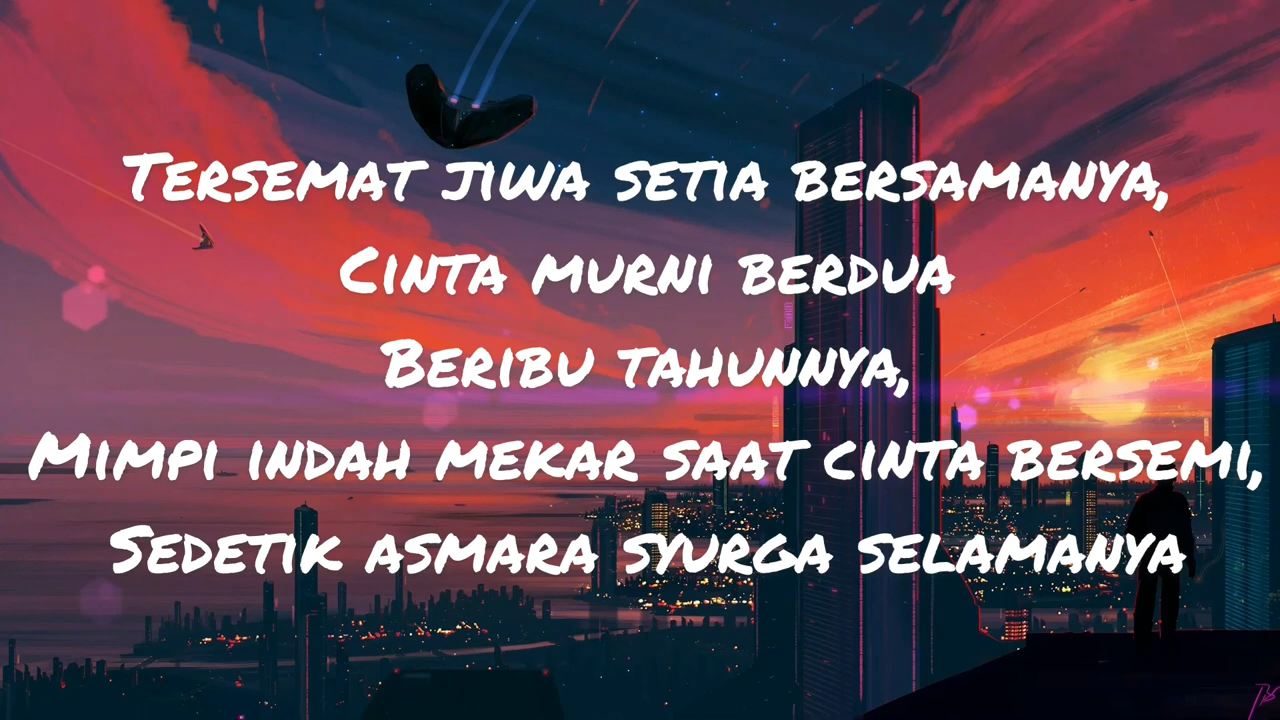 Tersemat jiwa setia bersamanya,
Cinta murni berdua
Beribu tahunnya,
Mimpi indah mekar saat cinta bersemi,
Sedetik asmara syurga selamanya